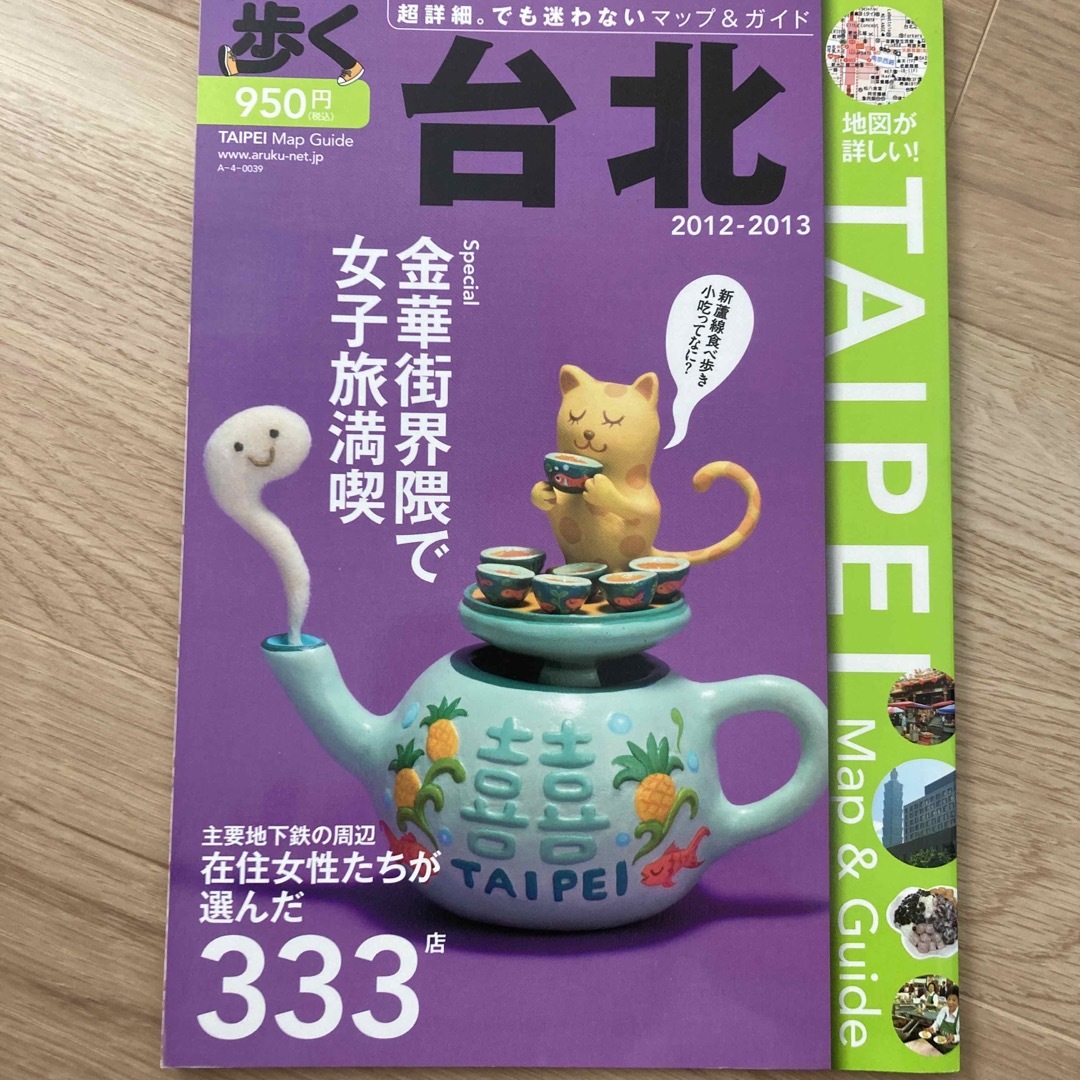 超詳細。でも迷わないマップ&ガイド
歩く
台北
950円
(税込)
TAIPEI Map Guide
www.aruku-net.jp
A-4-0039
2012-2013
Special
金華街界隈で
女子旅満喫
新蘆線食べ歩き
小吃ってなに?
囍
TAIPEI
主要地下鉄の周辺
在住女性たちが
選んだ
333店
地図が
詳しい!
TAIPEI
Map & Guide